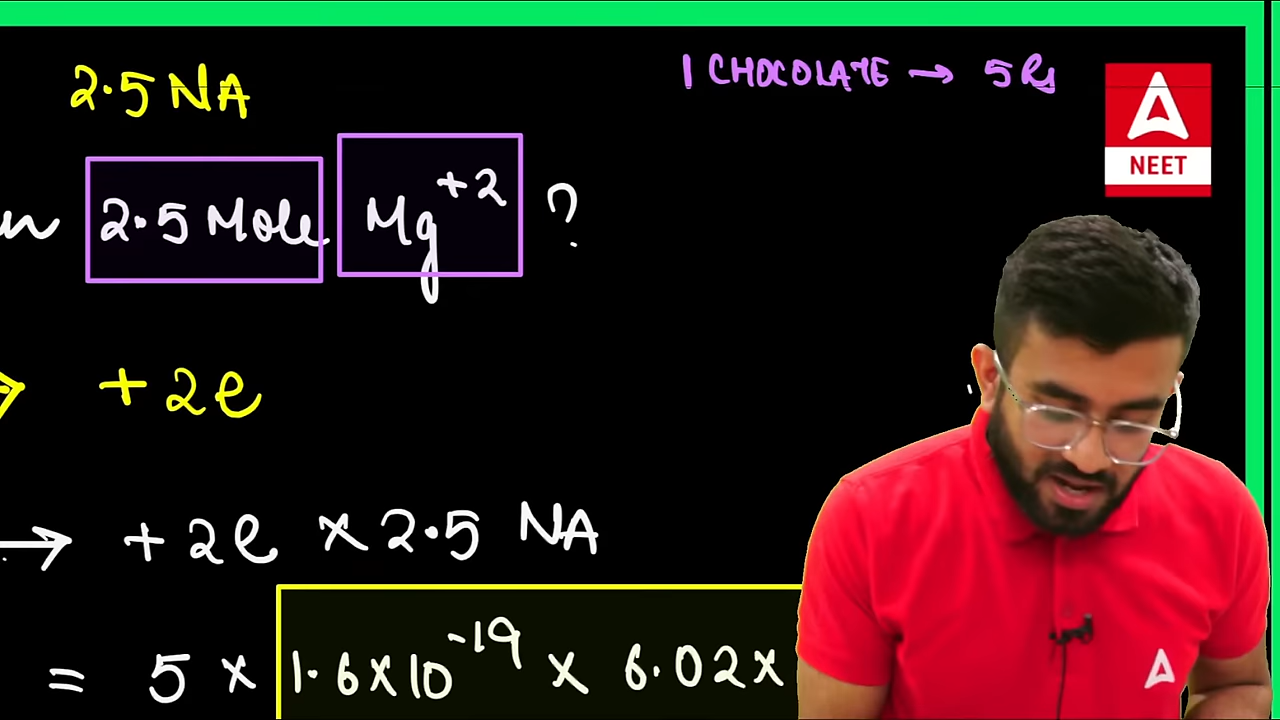 2.5 NA
1 CHOCOLATE → 5 Rs
NEET
2.5 Mole Mg+2 ?
+2e
→ +2e × 2.5 NA
= 5 × 1.6×10-19 × 6.02×